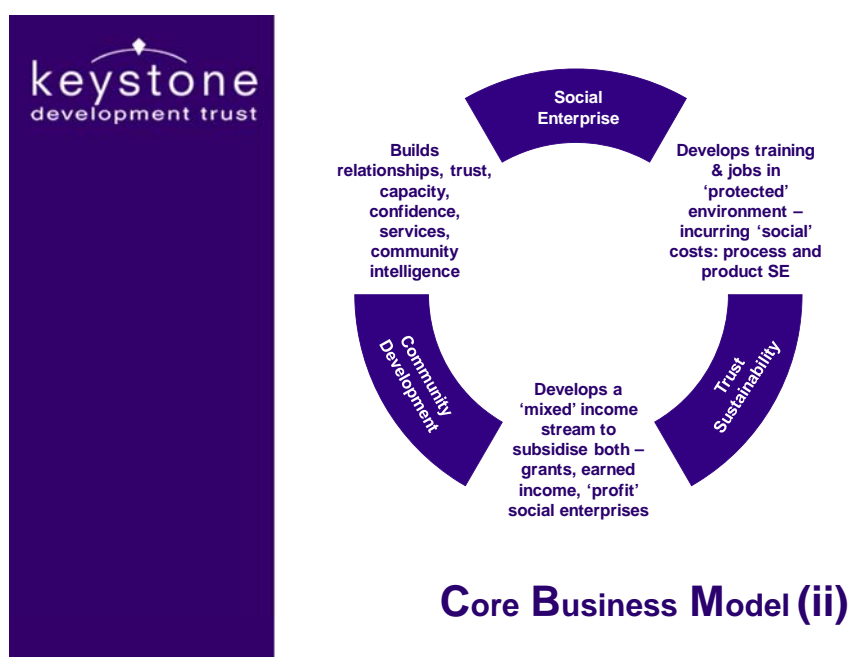 keystone
development trust
Social
Enterprise
Builds
relationships, trust,
capacity,
confidence,
services,
community
intelligence
Develops training
& jobs in
‘protected’
environment –
incurring ‘social’
costs: process and
product SE
Community
Development
Trust
Sustainability
Develops a
‘mixed’ income
stream to
subsidise both –
grants, earned
income, ‘profit’
social enterprises
Core Business Model (ii)